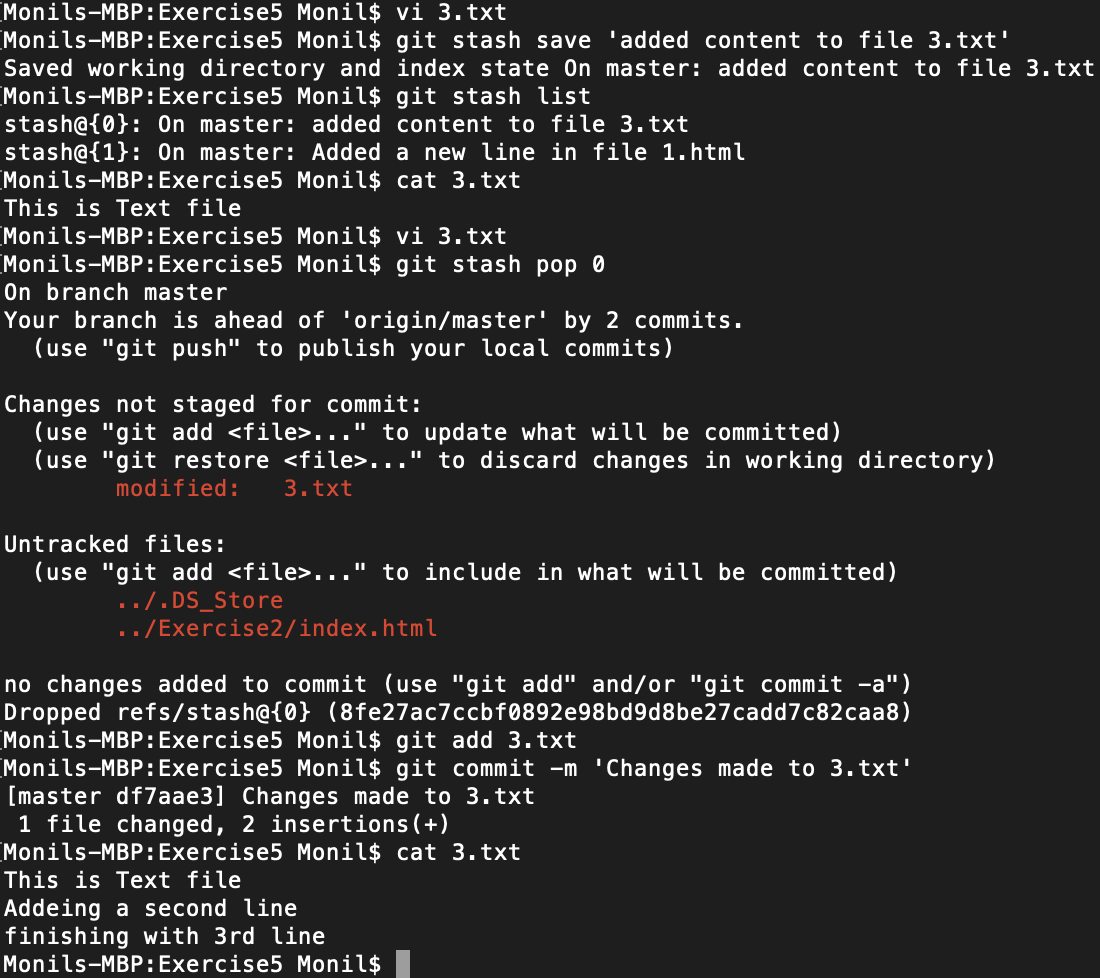 [Monils-MBP:Exercise5 Monil$ vi 3.txt
[Monils-MBP:Exercise5 Monil$ git stash save 'added content to file 3.txt'
Saved working directory and index state On master: added content to file 3.txt
[Monils-MBP:Exercise5 Monil$ git stash list
stash@{0}: On master: added content to file 3.txt
stash@{1}: On master: Added a new line in file 1.html
[Monils-MBP:Exercise5 Monil$ cat 3.txt
This is Text file
[Monils-MBP:Exercise5 Monil$ vi 3.txt
[Monils-MBP:Exercise5 Monil$ git stash pop 0
On branch master
Your branch is ahead of 'origin/master' by 2 commits.
  (use "git push" to publish your local commits)

Changes not staged for commit:
  (use "git add <file>..." to update what will be committed)
  (use "git restore <file>..." to discard changes in working directory)
        modified:   3.txt

Untracked files:
  (use "git add <file>..." to include in what will be committed)
        ../.DS_Store
        ../Exercise2/index.html

no changes added to commit (use "git add" and/or "git commit -a")
Dropped refs/stash@{0} (8fe27ac7ccbf0892e98bd9d8be27cadd7c82caa8)
[Monils-MBP:Exercise5 Monil$ git add 3.txt
[Monils-MBP:Exercise5 Monil$ git commit -m 'Changes made to 3.txt'
[master df7aae3] Changes made to 3.txt
 1 file changed, 2 insertions(+)
[Monils-MBP:Exercise5 Monil$ cat 3.txt
This is Text file
Addeing a second line
finishing with 3rd line
Monils-MBP:Exercise5 Monil$